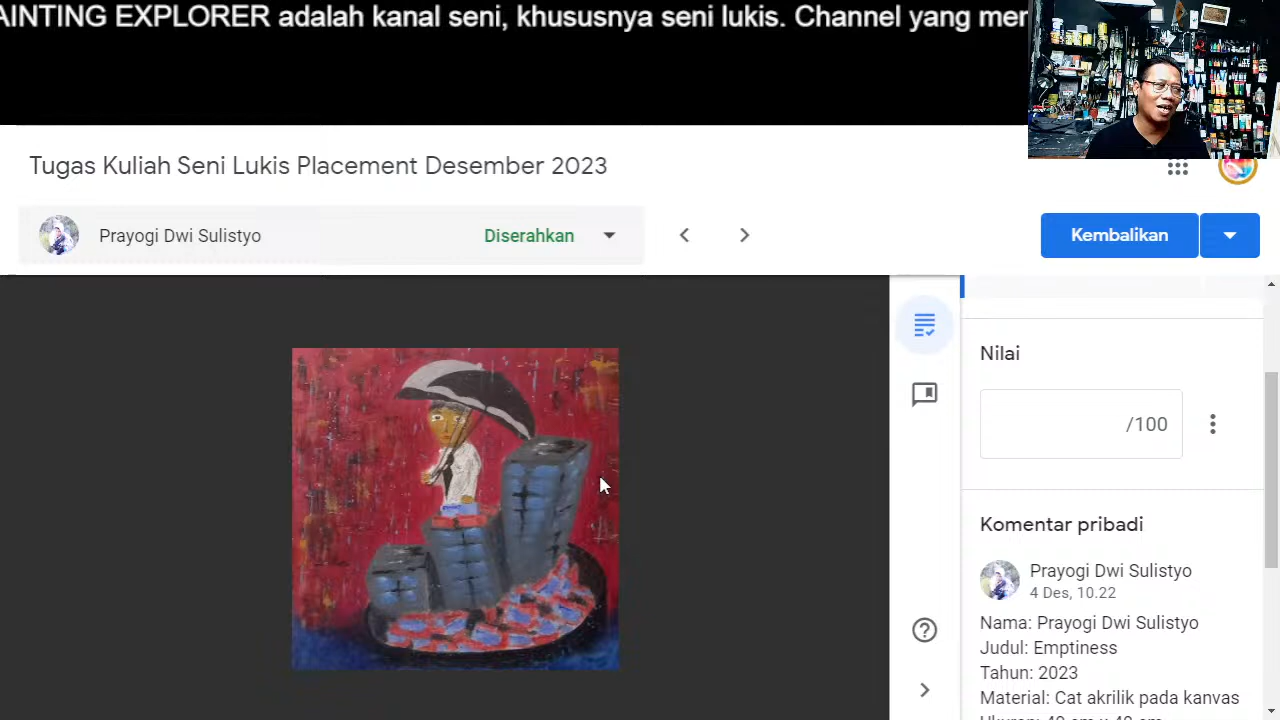 AINTING EXPLORER adalah kanal seni, khususnya seni lukis. Channel yang mer
Tugas Kuliah Seni Lukis Placement Desember 2023
Prayogi Dwi Sulistyo
Diserahkan
Kembalikan
Nilai
/100
Komentar pribadi
Prayogi Dwi Sulistyo
4 Des, 10.22
Nama: Prayogi Dwi Sulistyo
Judul: Emptiness
Tahun: 2023
Material: Cat akrilik pada kanvas